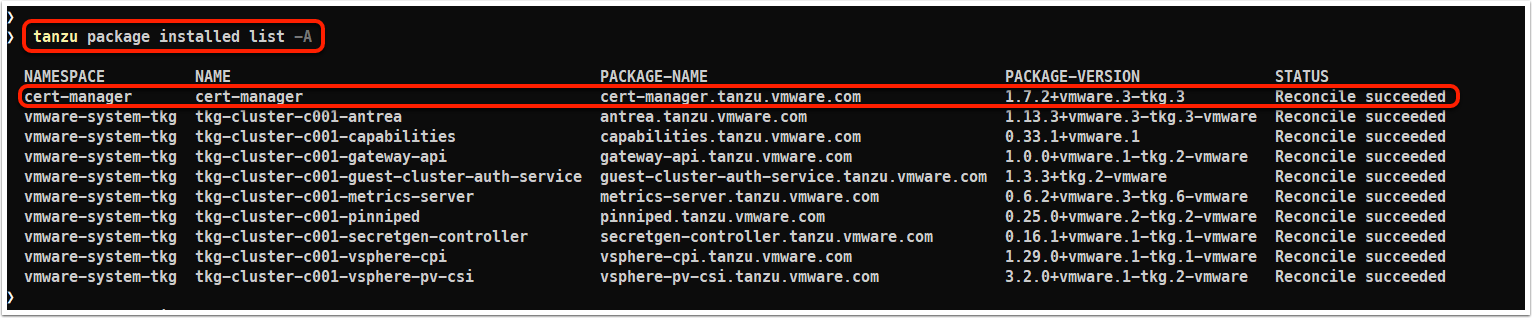 ❯
❯ tanzu package installed list -A
NAMESPACE NAME PACKAGE-NAME PACKAGE-VERSION STATUS
cert-manager cert-manager cert-manager.tanzu.vmware.com 1.7.2+vmware.3-tkg.3 Reconcile succeeded
vmware-system-tkg tkg-cluster-c001-antrea antrea.tanzu.vmware.com 1.13.3+vmware.3-tkg.3-vmware Reconcile succeeded
vmware-system-tkg tkg-cluster-c001-capabilities capabilities.tanzu.vmware.com 0.33.1+vmware.1 Reconcile succeeded
vmware-system-tkg tkg-cluster-c001-gateway-api gateway-api.tanzu.vmware.com 1.0.0+vmware.1-tkg.2-vmware Reconcile succeeded
vmware-system-tkg tkg-cluster-c001-guest-cluster-auth-service guest-cluster-auth-service.tanzu.vmware.com 1.3.3+tkg.2-vmware Reconcile succeeded
vmware-system-tkg tkg-cluster-c001-metrics-server metrics-server.tanzu.vmware.com 0.6.2+vmware.3-tkg.6-vmware Reconcile succeeded
vmware-system-tkg tkg-cluster-c001-pinniped pinniped.tanzu.vmware.com 0.25.0+vmware.2-tkg.2-vmware Reconcile succeeded
vmware-system-tkg tkg-cluster-c001-secretgen-controller secretgen-controller.tanzu.vmware.com 0.16.1+vmware.1-tkg.1-vmware Reconcile succeeded
vmware-system-tkg tkg-cluster-c001-vsphere-cpi vsphere-cpi.tanzu.vmware.com 1.29.0+vmware.1-tkg.1-vmware Reconcile succeeded
vmware-system-tkg tkg-cluster-c001-vsphere-pv-csi vsphere-pv-csi.tanzu.vmware.com 3.2.0+vmware.1-tkg.2-vmware Reconcile succeeded
❯